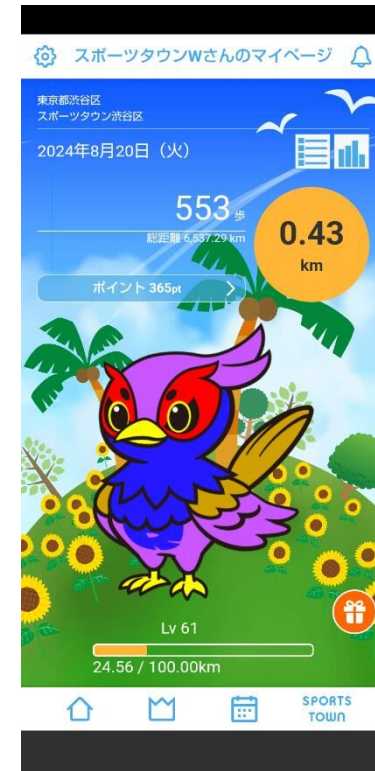 スポーツタウンWさんのマイページ
東京都渋谷区
スポーツタウン渋谷区
2024年8月20日（火）
553歩
総距離 6,537.29 km
0.43
km
ポイント 365pt
Lv 61
24.56 / 100.00km
SPORTS
TOWN